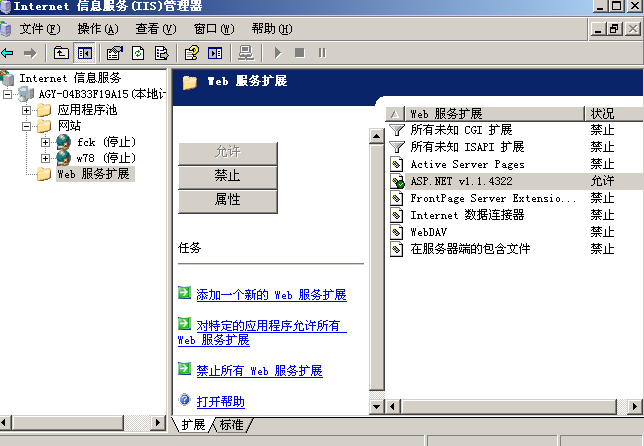 Internet 信息服务(IIS)管理器
文件(F) 操作(A) 查看(V) 窗口(W) 帮助(H)
Internet 信息服务
AGY-04B33F19A15(本地计
应用程序池
网站
fck (停止)
w78 (停止)
Web 服务扩展
Web 服务扩展
允许
禁止
属性
任务
添加一个新的 Web 服务扩展
对特定的应用程序允许所有
Web 服务扩展
禁止所有 Web 服务扩展
打开帮助
Web 服务扩展 状况
所有未知 CGI 扩展 禁止
所有未知 ISAPI 扩展 禁止
Active Server Pages 禁止
ASP.NET v1.1.4322 允许
FrontPage Server Extensio... 禁止
Internet 数据连接器 禁止
WebDAV 禁止
在服务器端的包含文件 禁止
扩展 标准